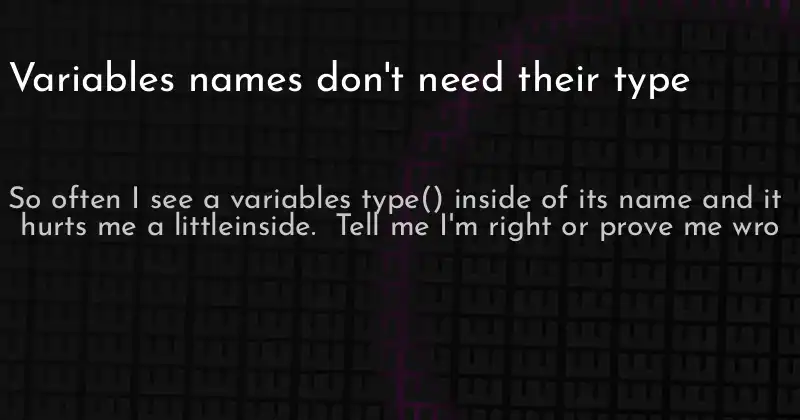 Variables names don't need their type
So often I see a variables type() inside of its name and it
hurts me a littleinside. Tell me I'm right or prove me wro